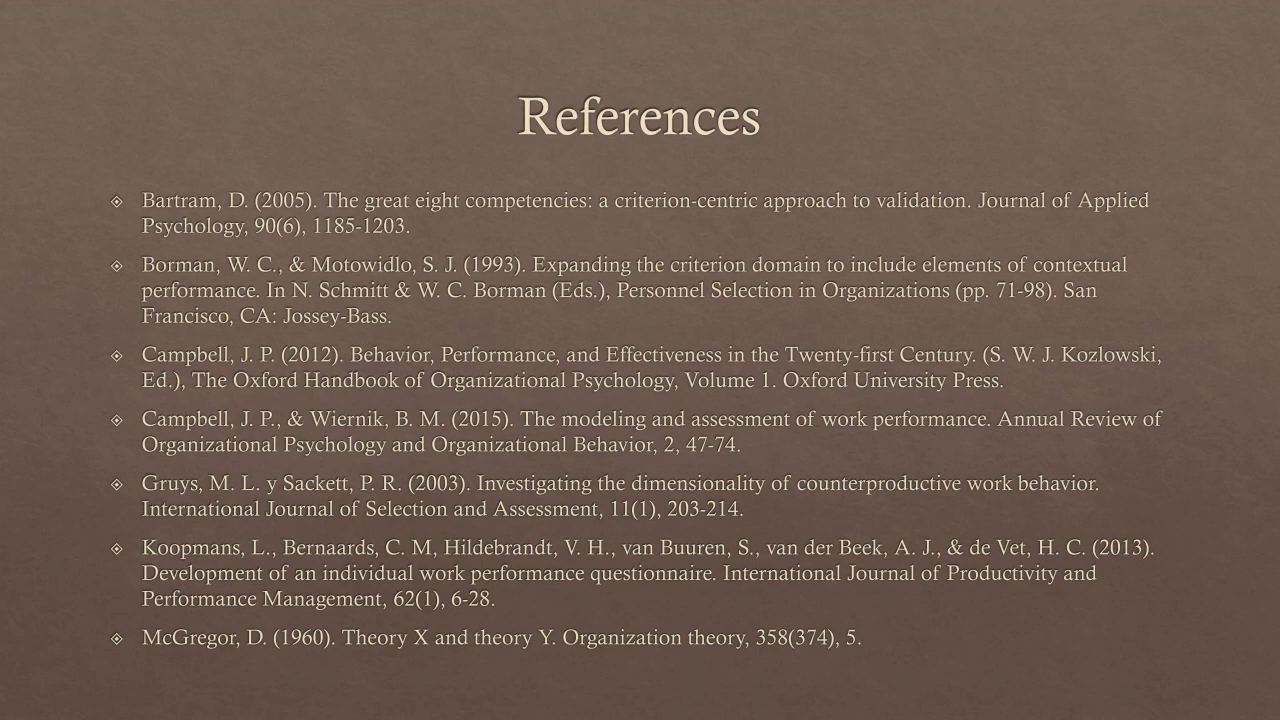 References
Bartram, D. (2005). The great eight competencies: a criterion-centric approach to validation. Journal of Applied
Psychology, 90(6), 1185-1203.
Borman, W. C., & Motowidlo, S. J. (1993). Expanding the criterion domain to include elements of contextual
performance. In N. Schmitt & W. C. Borman (Eds.), Personnel Selection in Organizations (pp. 71-98). San
Francisco, CA: Jossey-Bass.
Campbell, J. P. (2012). Behavior, Performance, and Effectiveness in the Twenty-first Century. (S. W. J. Kozlowski,
Ed.), The Oxford Handbook of Organizational Psychology, Volume 1. Oxford University Press.
Campbell, J. P., & Wiernik, B. M. (2015). The modeling and assessment of work performance. Annual Review of
Organizational Psychology and Organizational Behavior, 2, 47-74.
Gruys, M. L. y Sackett, P. R. (2003). Investigating the dimensionality of counterproductive work behavior.
International Journal of Selection and Assessment, 11(1), 203-214.
Koopmans, L., Bernaards, C. M, Hildebrandt, V. H., van Buuren, S., van der Beek, A. J., & de Vet, H. C. (2013).
Development of an individual work performance questionnaire. International Journal of Productivity and
Performance Management, 62(1), 6-28.
McGregor, D. (1960). Theory X and theory Y. Organization theory, 358(374), 5.